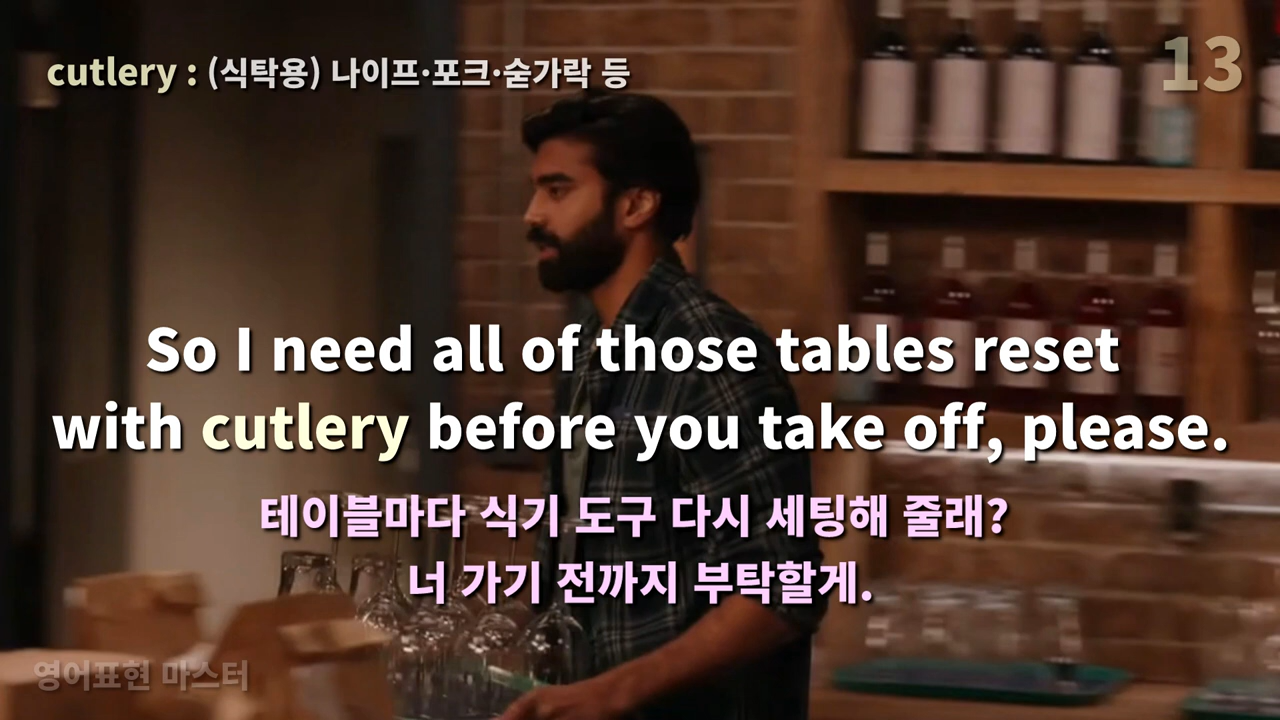 cutlery : (식탁용) 나이프·포크·숟가락 등
13
So I need all of those tables reset
with cutlery before you take off, please.
테이블마다 식기 도구 다시 세팅해 줄래?
너 가기 전까지 부탁할게.
영어표현 마스터